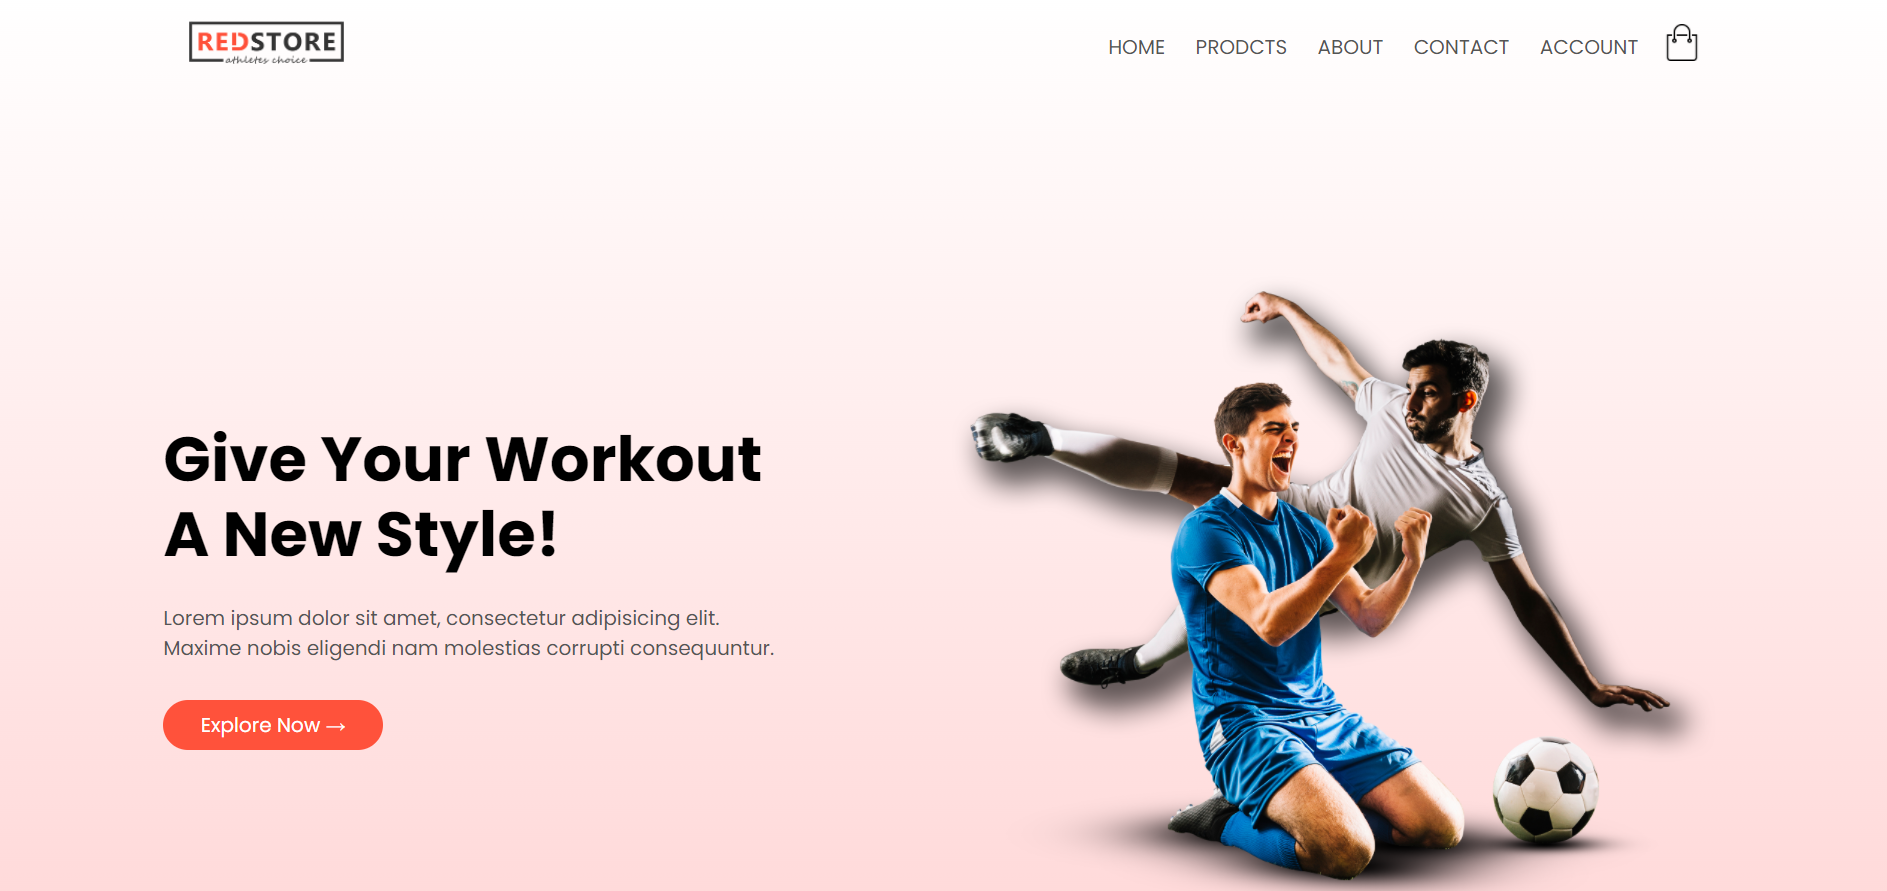 REDSTORE
athletes choice
HOME PRODCTS ABOUT CONTACT ACCOUNT
Give Your Workout
A New Style!
Lorem ipsum dolor sit amet, consectetur adipisicing elit.
Maxime nobis eligendi nam molestias corrupti consequuntur.
Explore Now →